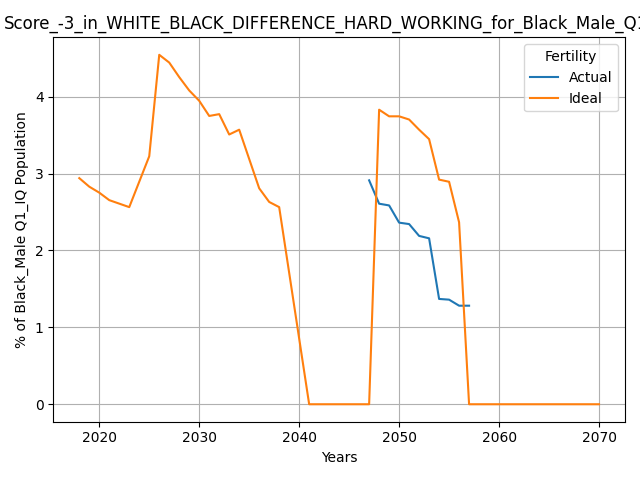 Score_-3_in_WHITE_BLACK_DIFFERENCE_HARD_WORKING_for_Black_Male_Q1
Fertility
Actual
Ideal
% of Black_Male Q1_IQ Population
4
3
2
1
0
2020 2030 2040 2050 2060 2070
Years